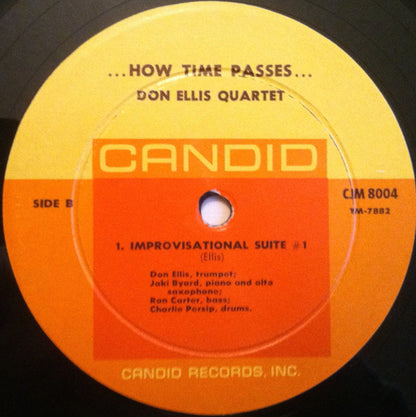 ...HOW TIME PASSES...
DON ELLIS QUARTET
CANDID
SIDE B
CJM 8004
YM-7882
1. IMPROVISATIONAL SUITE #1
(Ellis)
Don Ellis, trumpet;
Jaki Byard, piano and alto
saxophone;
Ron Carter, bass;
Charlie Persip, drums.
CANDID RECORDS, INC.